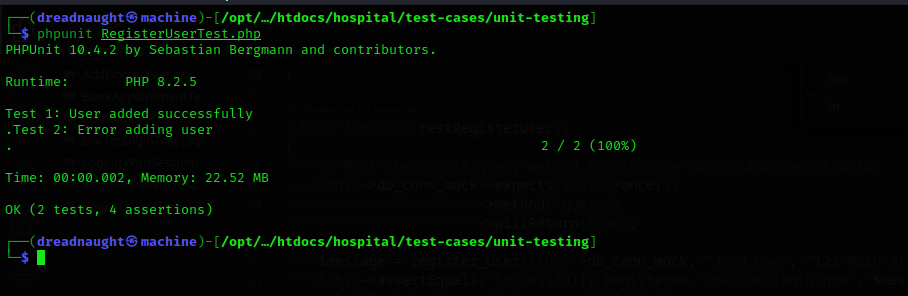 ┌──(dreadnaught㉿machine)-[/opt/…/htdocs/hospital/test-cases/unit-testing]
└─$ phpunit RegisterUserTest.php
PHPUnit 10.4.2 by Sebastian Bergmann and contributors.
Runtime:       PHP 8.2.5
Test 1: User added successfully
.Test 2: Error adding user
.                                                                   2 / 2 (100%)
Time: 00:00.002, Memory: 22.52 MB
OK (2 tests, 4 assertions)
┌──(dreadnaught㉿machine)-[/opt/…/htdocs/hospital/test-cases/unit-testing]
└─$